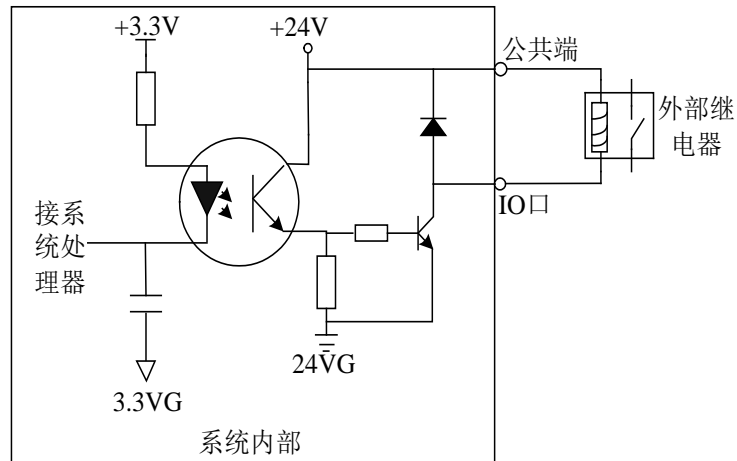 +3.3V
+24V
公共端
外部继
电器
IO口
接系
统处
理器
24VG
3.3VG
系统内部